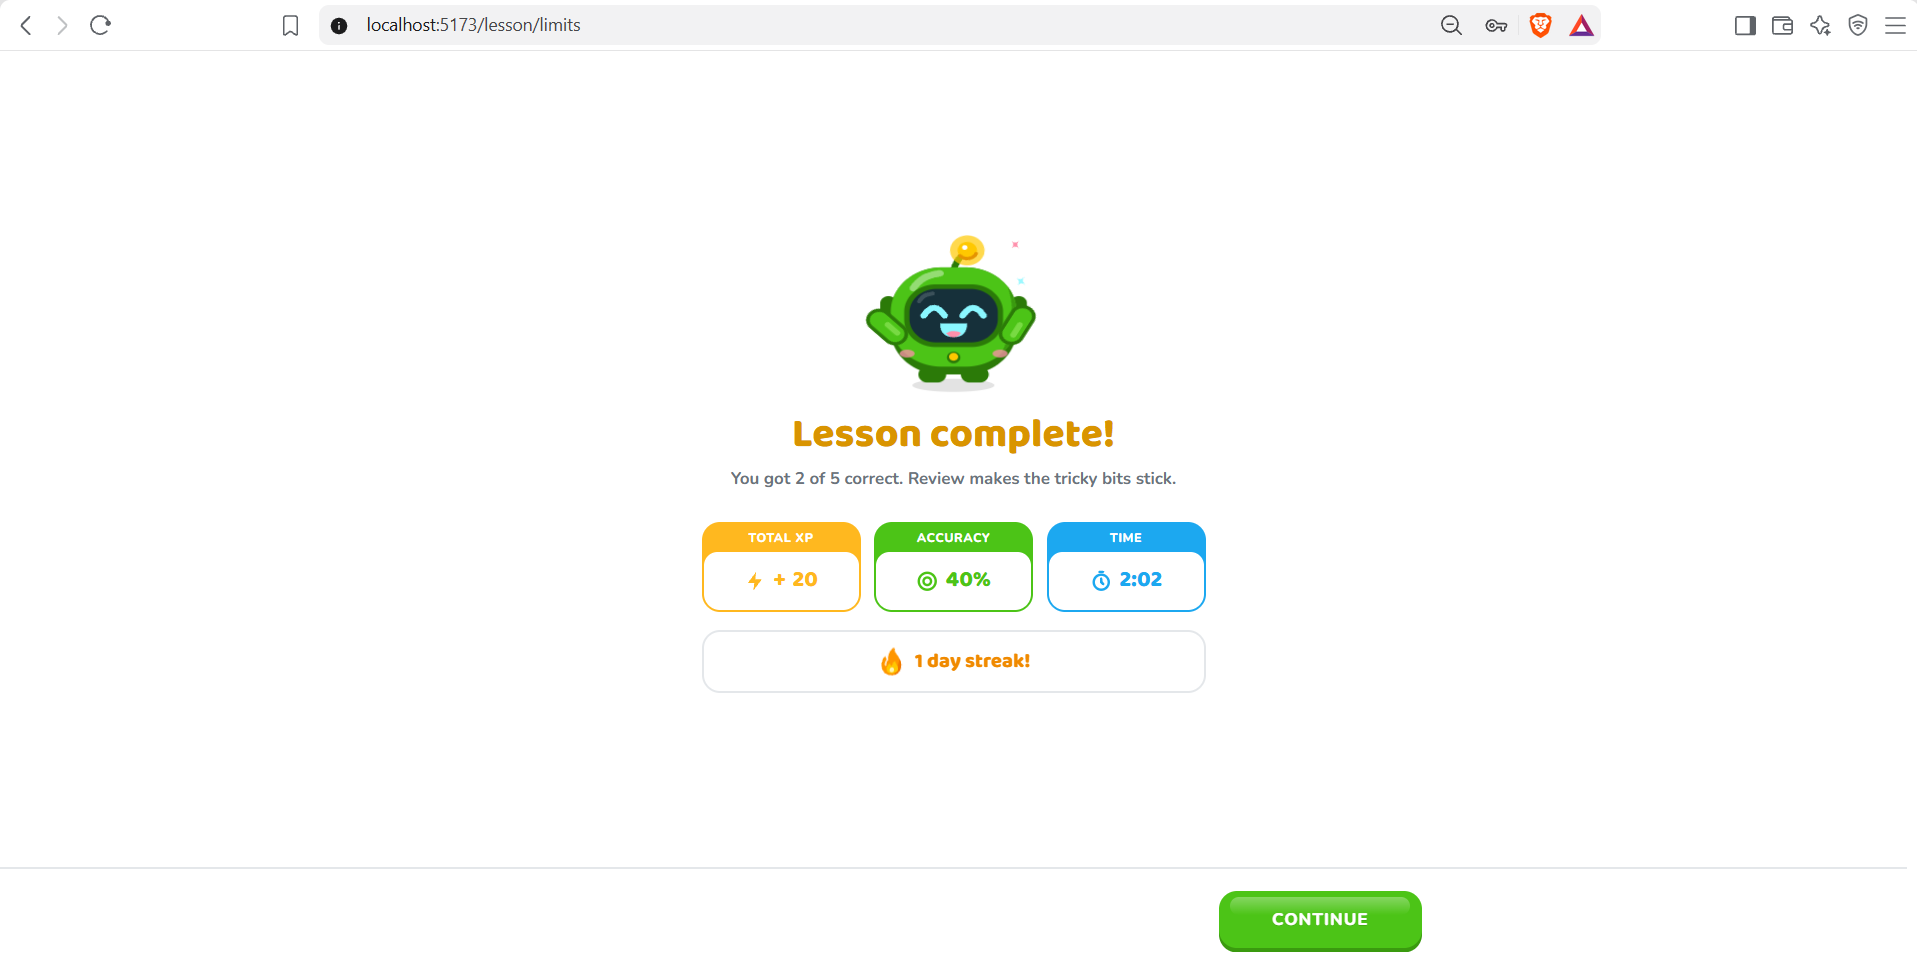 localhost:5173/lesson/limits
Lesson complete!
You got 2 of 5 correct. Review makes the tricky bits stick.
TOTAL XP
+ 20
ACCURACY
40%
TIME
2:02
1 day streak!
CONTINUE